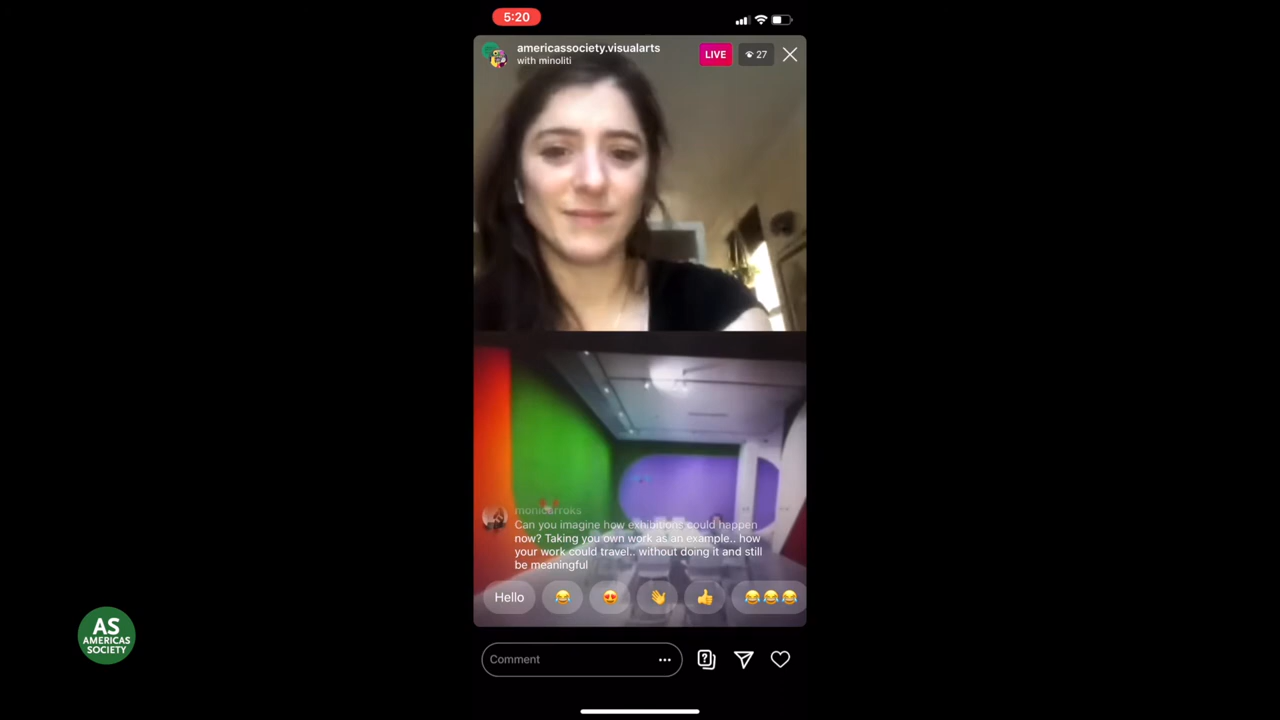 5:20
americassociety.visualarts
with minoliti
LIVE
27
monicarroks
Can you imagine how exhibitions could happen
now? Taking you own work as an example.. how
your work could travel.. without doing it and still
be meaningful
Hello
Comment
AS
AMERICAS
SOCIETY